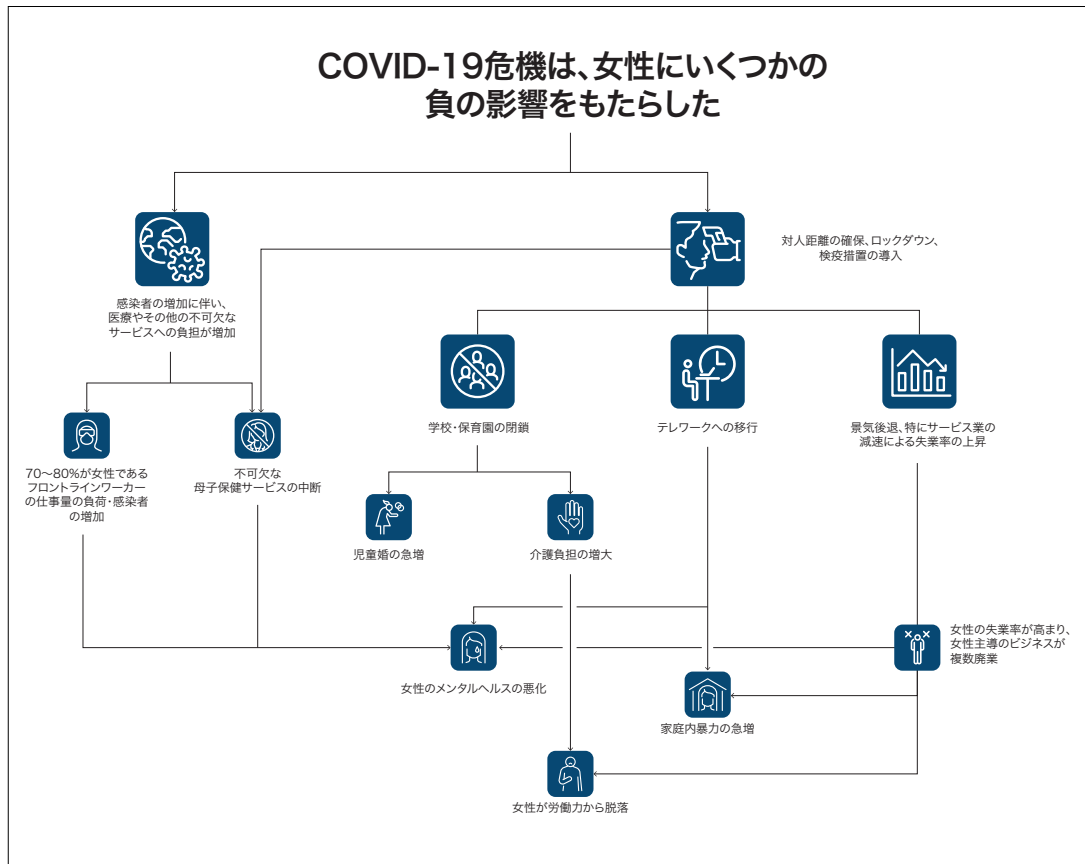 COVID-19危機は、女性にいくつかの
負の影響をもたらした
対人距離の確保、ロックダウン、
検疫措置の導入
感染者の増加に伴い、
医療やその他の不可欠な
サービスへの負担が増加
学校・保育園の閉鎖
テレワークへの移行
景気後退、特にサービス業の
減速による失業率の上昇
70〜80%が女性である
フロントラインワーカー
の仕事量の負荷・感染者
の増加
不可欠な
母子保健サービスの中断
児童婚の急増
介護負担の増大
女性の失業率が高まり、
女性主導のビジネスが
複数廃業
女性のメンタルヘルスの悪化
家庭内暴力の急増
女性が労働力から脱落